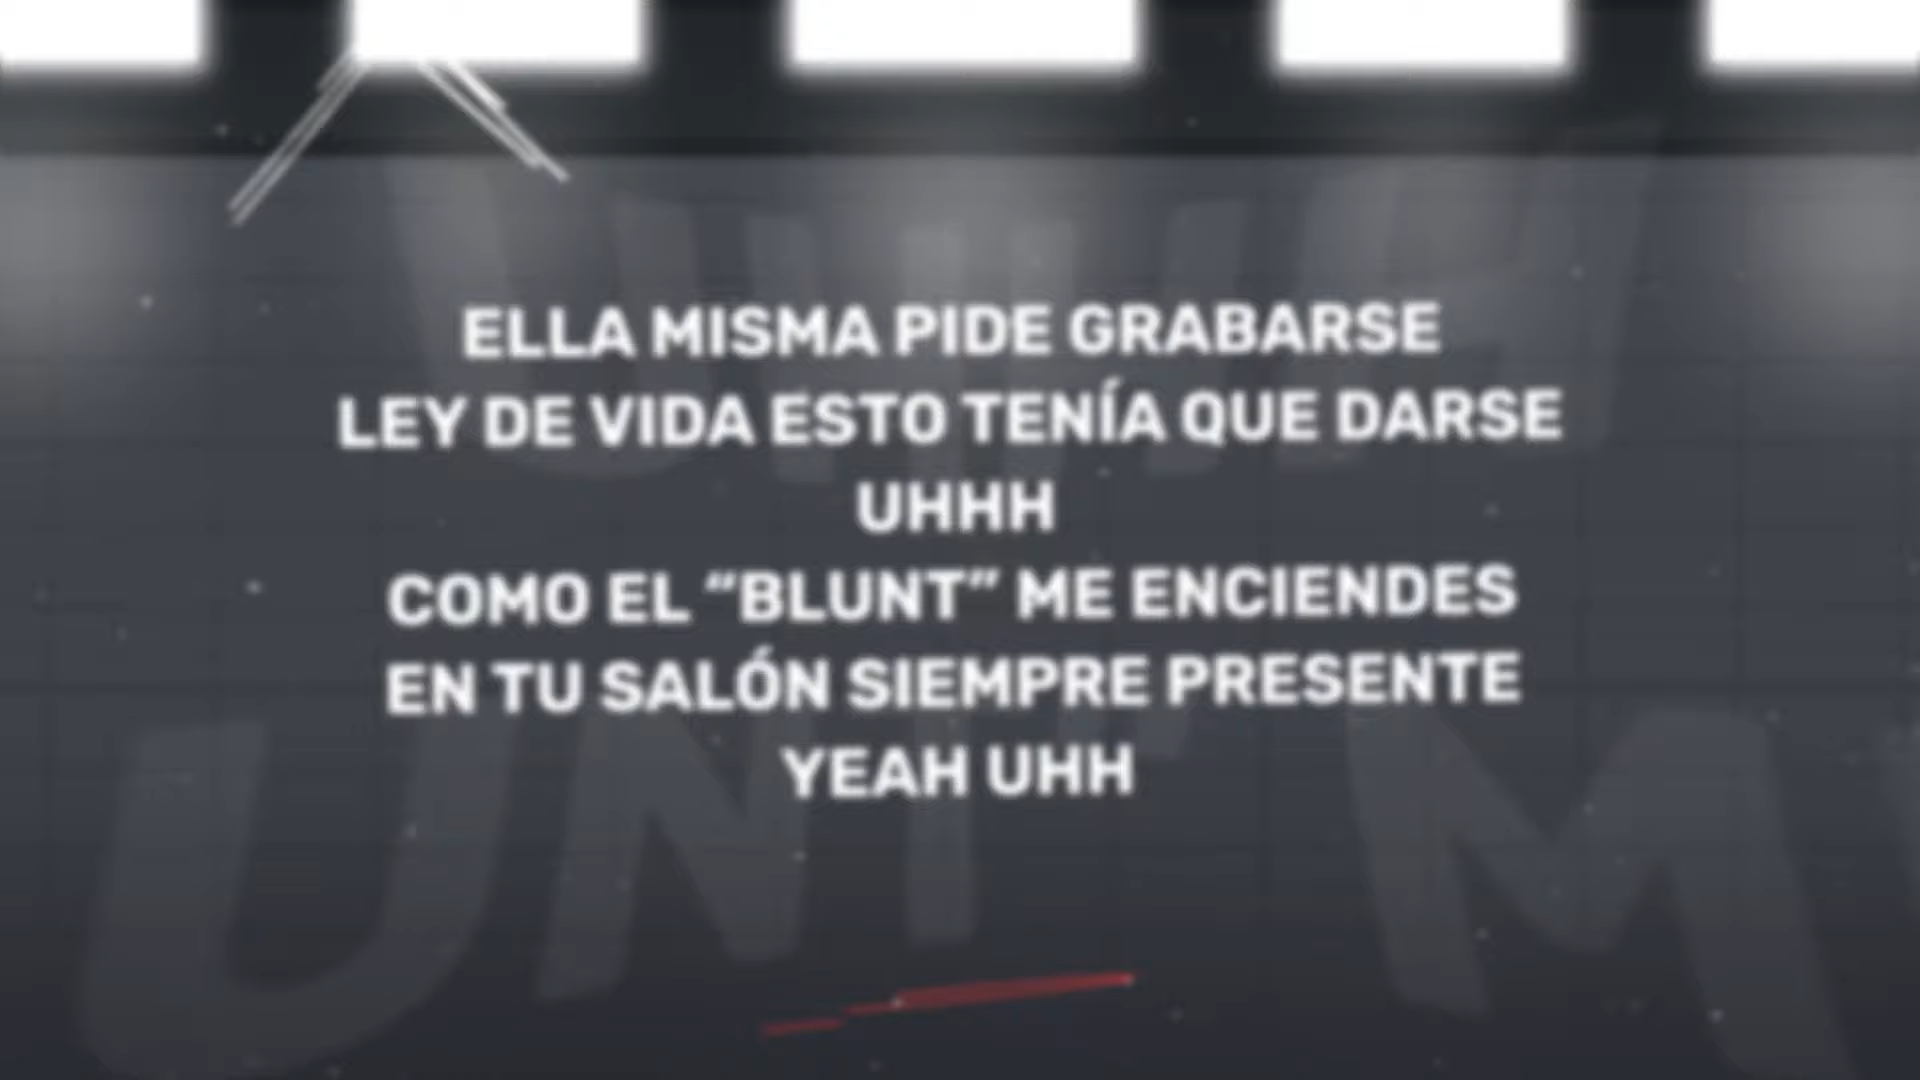 ELLA MISMA PIDE GRABARSE
LEY DE VIDA ESTO TENÍA QUE DARSE
UHHH
COMO EL “BLUNT” ME ENCIENDES
EN TU SALÓN SIEMPRE PRESENTE
YEAH UHH